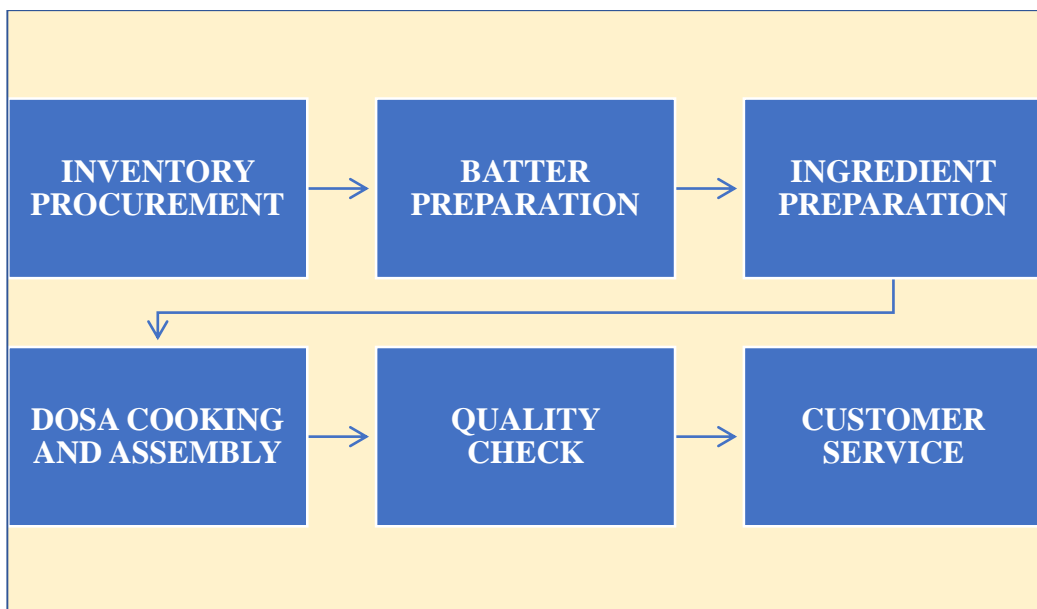 INVENTORY
PROCUREMENT
BATTER
PREPARATION
INGREDIENT
PREPARATION
DOSA COOKING
AND ASSEMBLY
QUALITY
CHECK
CUSTOMER
SERVICE